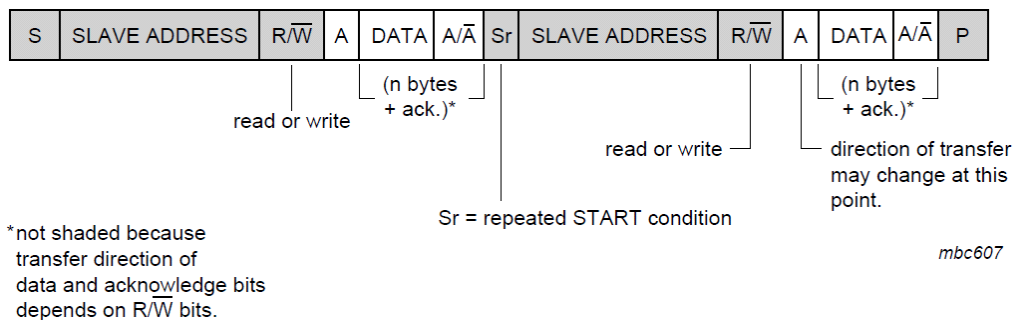 S SLAVE ADDRESS R/W̅ A DATA A/A̅ Sr SLAVE ADDRESS R/W̅ A DATA A/A̅ P
(n bytes
+ ack.)*
(n bytes
+ ack.)*
read or write
read or write
direction of transfer
may change at this
point.
Sr = repeated START condition
*not shaded because
transfer direction of
data and acknowledge bits
depends on R/W̅ bits.
mbc607